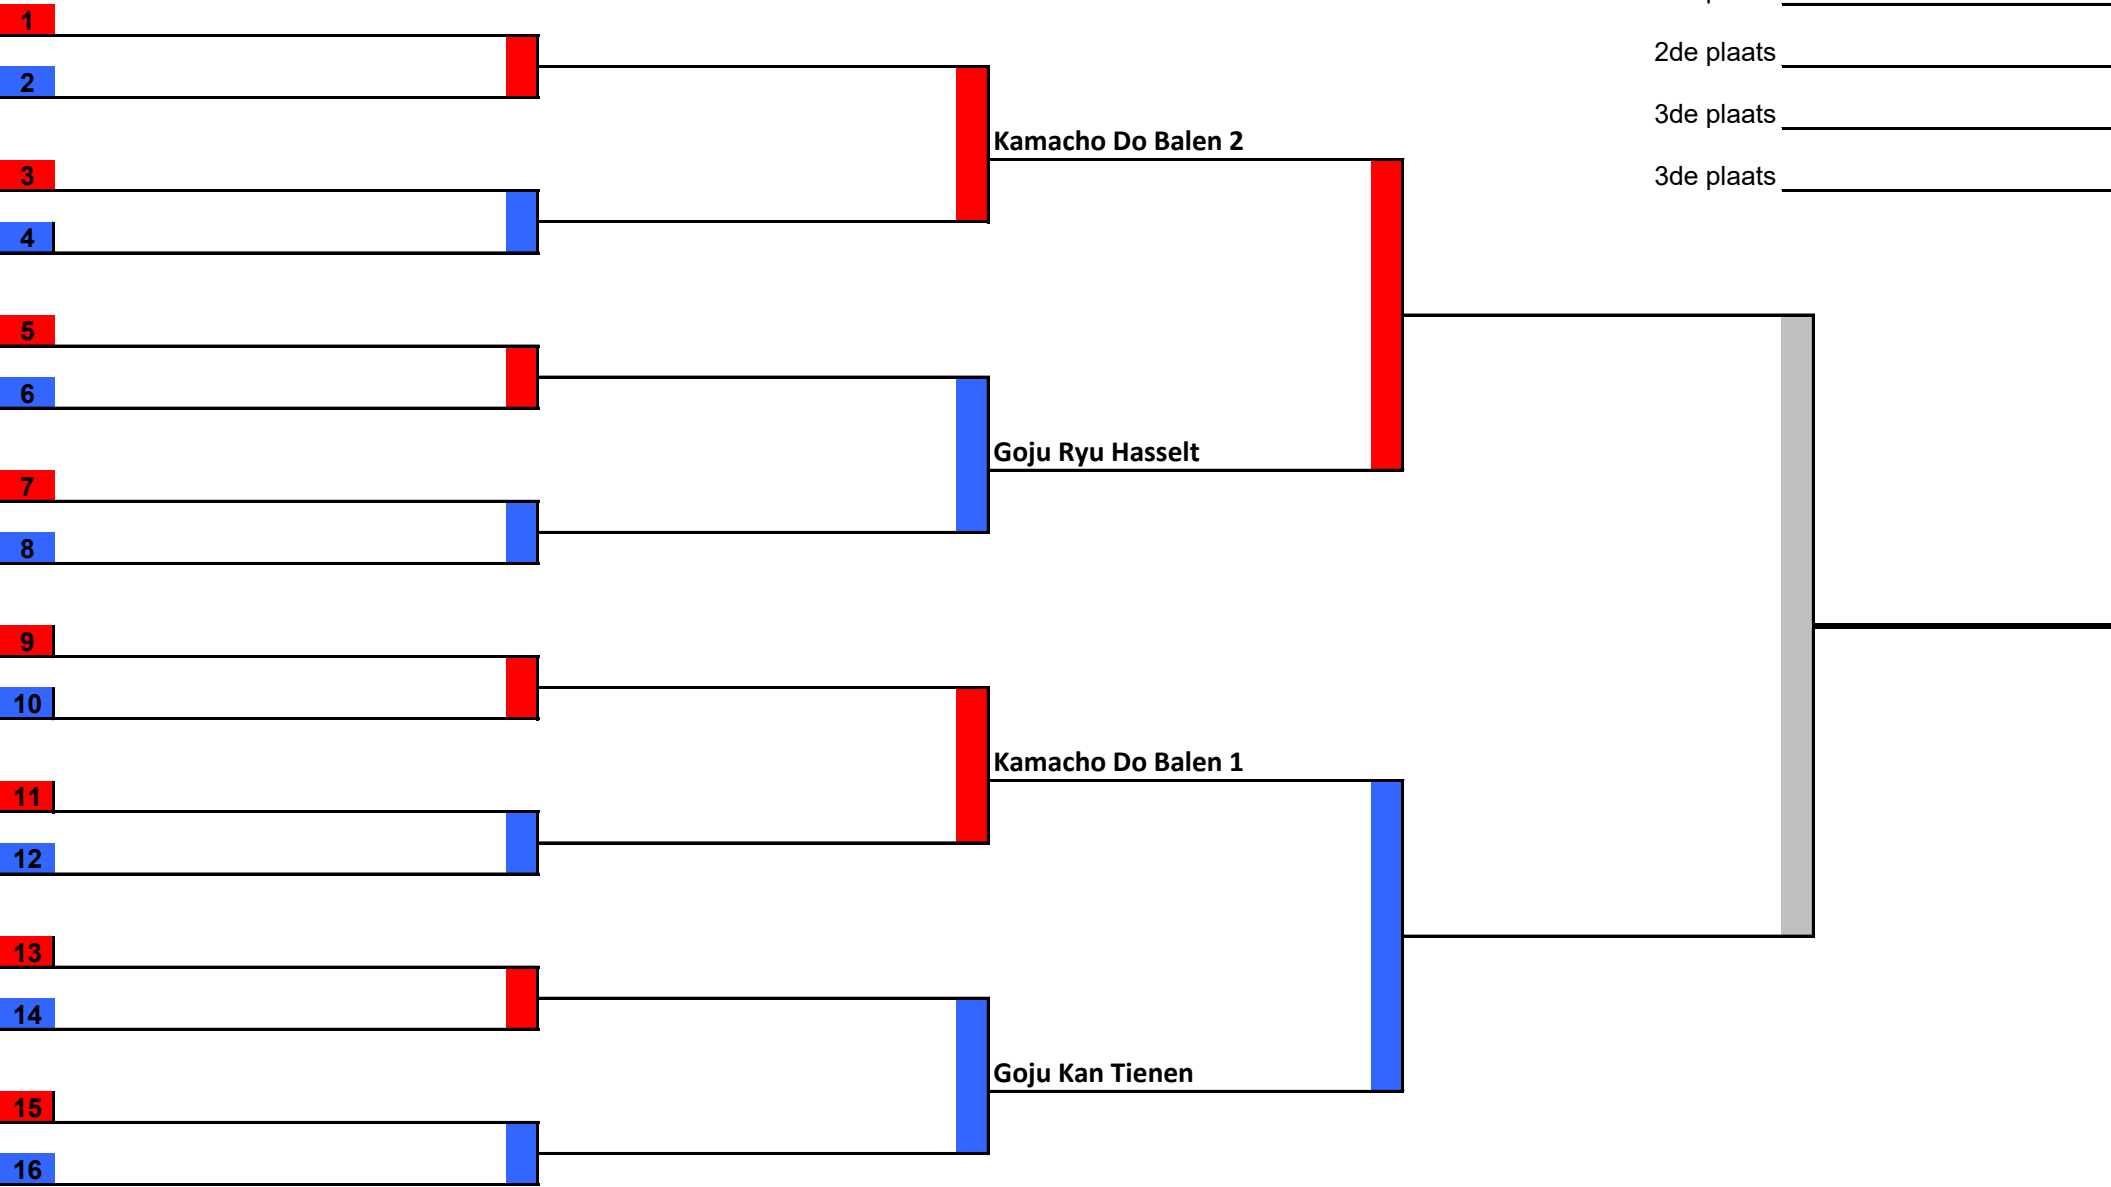 1
2de plaats
2
3de plaats
Kamacho Do Balen 2
3
3de plaats
4
5
6
Goju Ryu Hasselt
7
8
9
10
Kamacho Do Balen 1
11
12
13
14
Goju Kan Tienen
15
16